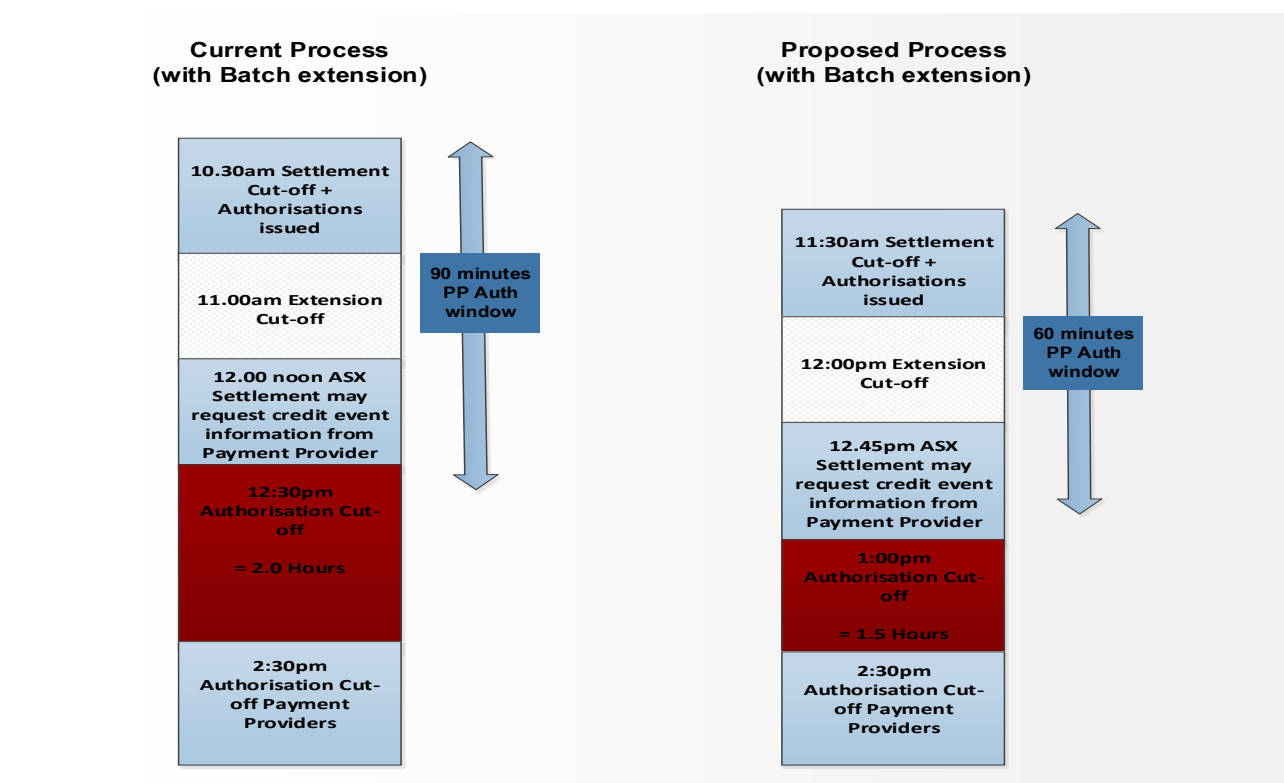 Current Process
(with Batch extension)
10.30am Settlement
Cut-off +
Authorisations
issued
11.00am Extension
Cut-off
12.00 noon ASX
Settlement may
request credit event
information from
Payment Provider
12:30pm
Authorisation Cut-
off
= 2.0 Hours
2:30pm
Authorisation Cut-
off Payment
Providers
90 minutes
PP Auth
window
Proposed Process
(with Batch extension)
11:30am Settlement
Cut-off +
Authorisations
issued
12:00pm Extension
Cut-off
12.45pm ASX
Settlement may
request credit event
information from
Payment Provider
1:00pm
Authorisation Cut-
off
= 1.5 Hours
2:30pm
Authorisation Cut-
off Payment
Providers
60 minutes
PP Auth
window